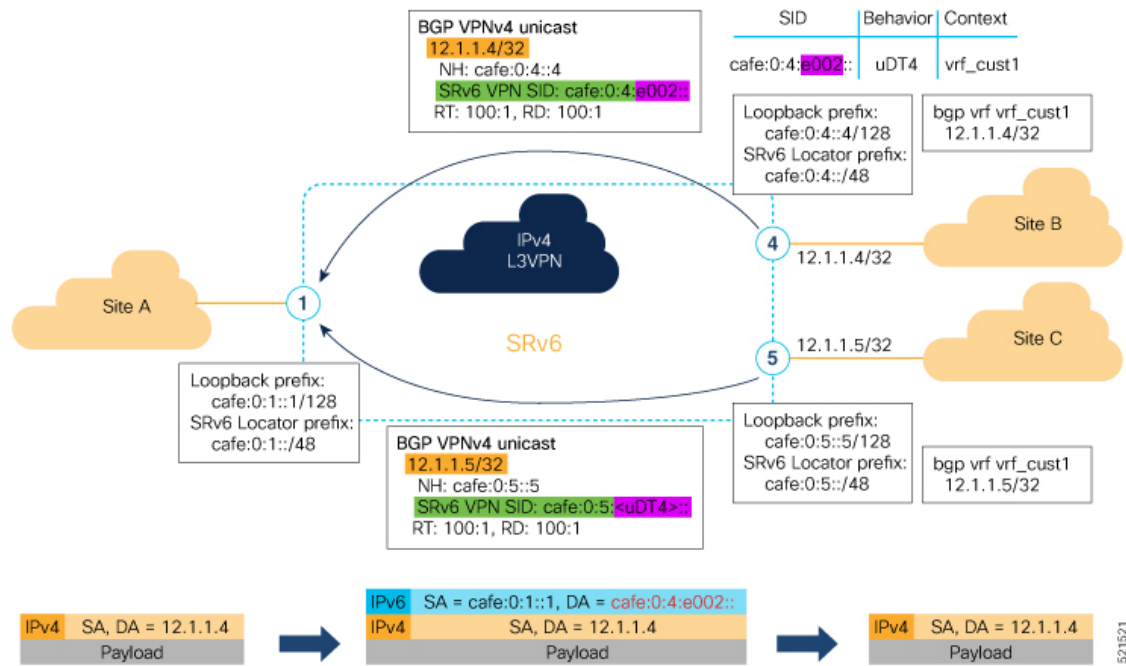 BGP VPNv4 unicast
12.1.1.4/32
NH: cafe:0:4::4
SRv6 VPN SID: cafe:0:4:e002::
RT: 100:1, RD: 100:1
SID Behavior Context
cafe:0:4:e002:: uDT4 vrf_cust1
Loopback prefix:
cafe:0:4::4/128
SRv6 Locator prefix:
cafe:0:4::/48
bgp vrf vrf_cust1
12.1.1.4/32
IPv4
L3VPN
4
12.1.1.4/32
Site B
Site A
1
SRv6
5
12.1.1.5/32
Site C
Loopback prefix:
cafe:0:1::1/128
SRv6 Locator prefix:
cafe:0:1::/48
BGP VPNv4 unicast
12.1.1.5/32
NH: cafe:0:5::5
SRv6 VPN SID: cafe:0:5:<uDT4>::
RT: 100:1, RD: 100:1
Loopback prefix:
cafe:0:5::5/128
SRv6 Locator prefix:
cafe:0:5::/48
bgp vrf vrf_cust1
12.1.1.5/32
IPv4 SA, DA = 12.1.1.4
Payload
IPv6 SA = cafe:0:1::1, DA = cafe:0:4:e002::
IPv4 SA, DA = 12.1.1.4
Payload
IPv4 SA, DA = 12.1.1.4
Payload
521521